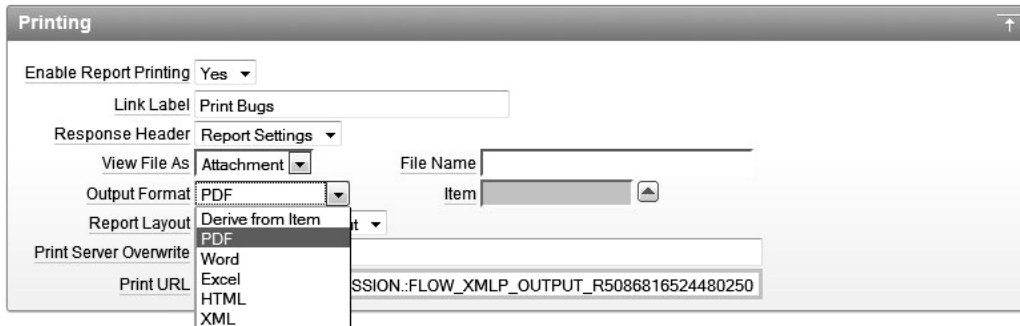 Printing
Enable Report Printing Yes
Link Label Print Bugs
Response Header Report Settings
View File As Attachment File Name
Output Format PDF Item
Derive from Item
Report Layout
PDF
Print Server Overwrite
Word
Excel
Print URL SSION.:FLOW_XMLP_OUTPUT_R5086816524480250
HTML
XML